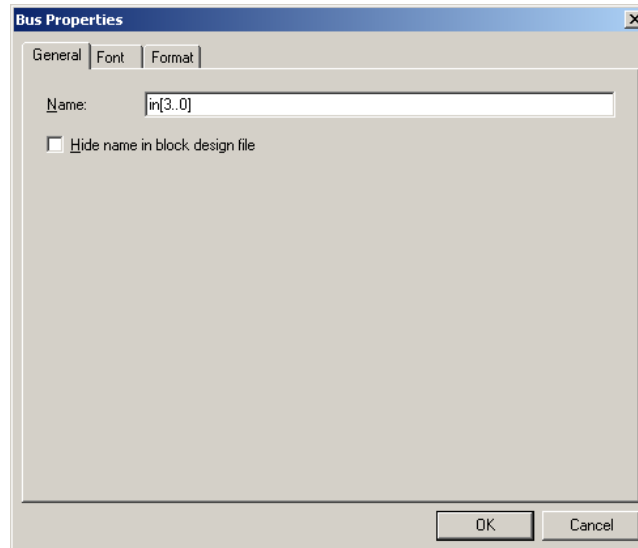 Bus Properties
General Font Format
Name: in[3..0]
Hide name in block design file
OK Cancel